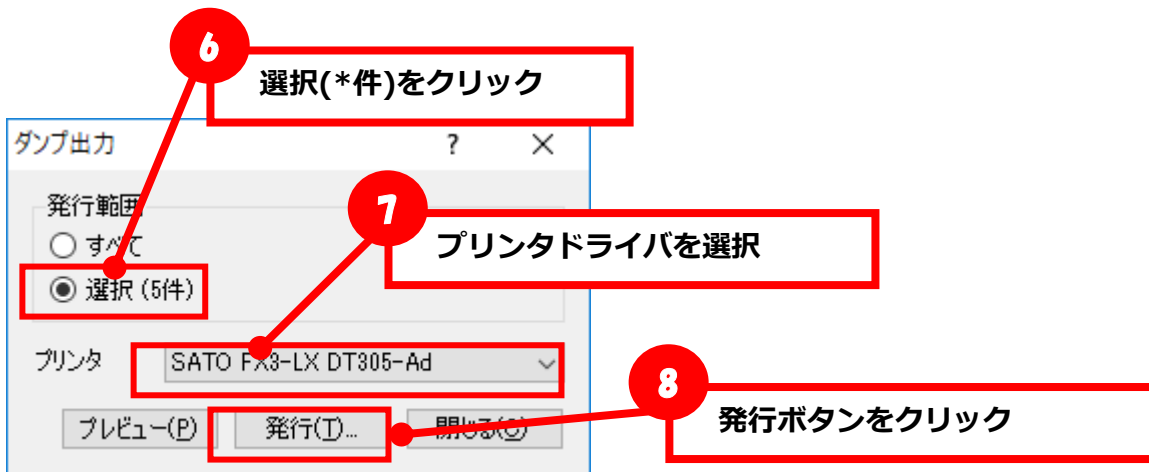 6
選択(*件)をクリック
ダンプ出力 ? ×
発行範囲
すべて
7
プリンタドライバを選択
選択 (5件)
プリンタ SATO FX3-LX DT305-Ad
8
発行ボタンをクリック
プレビュー(P) 発行(T)... 閉じる(C)